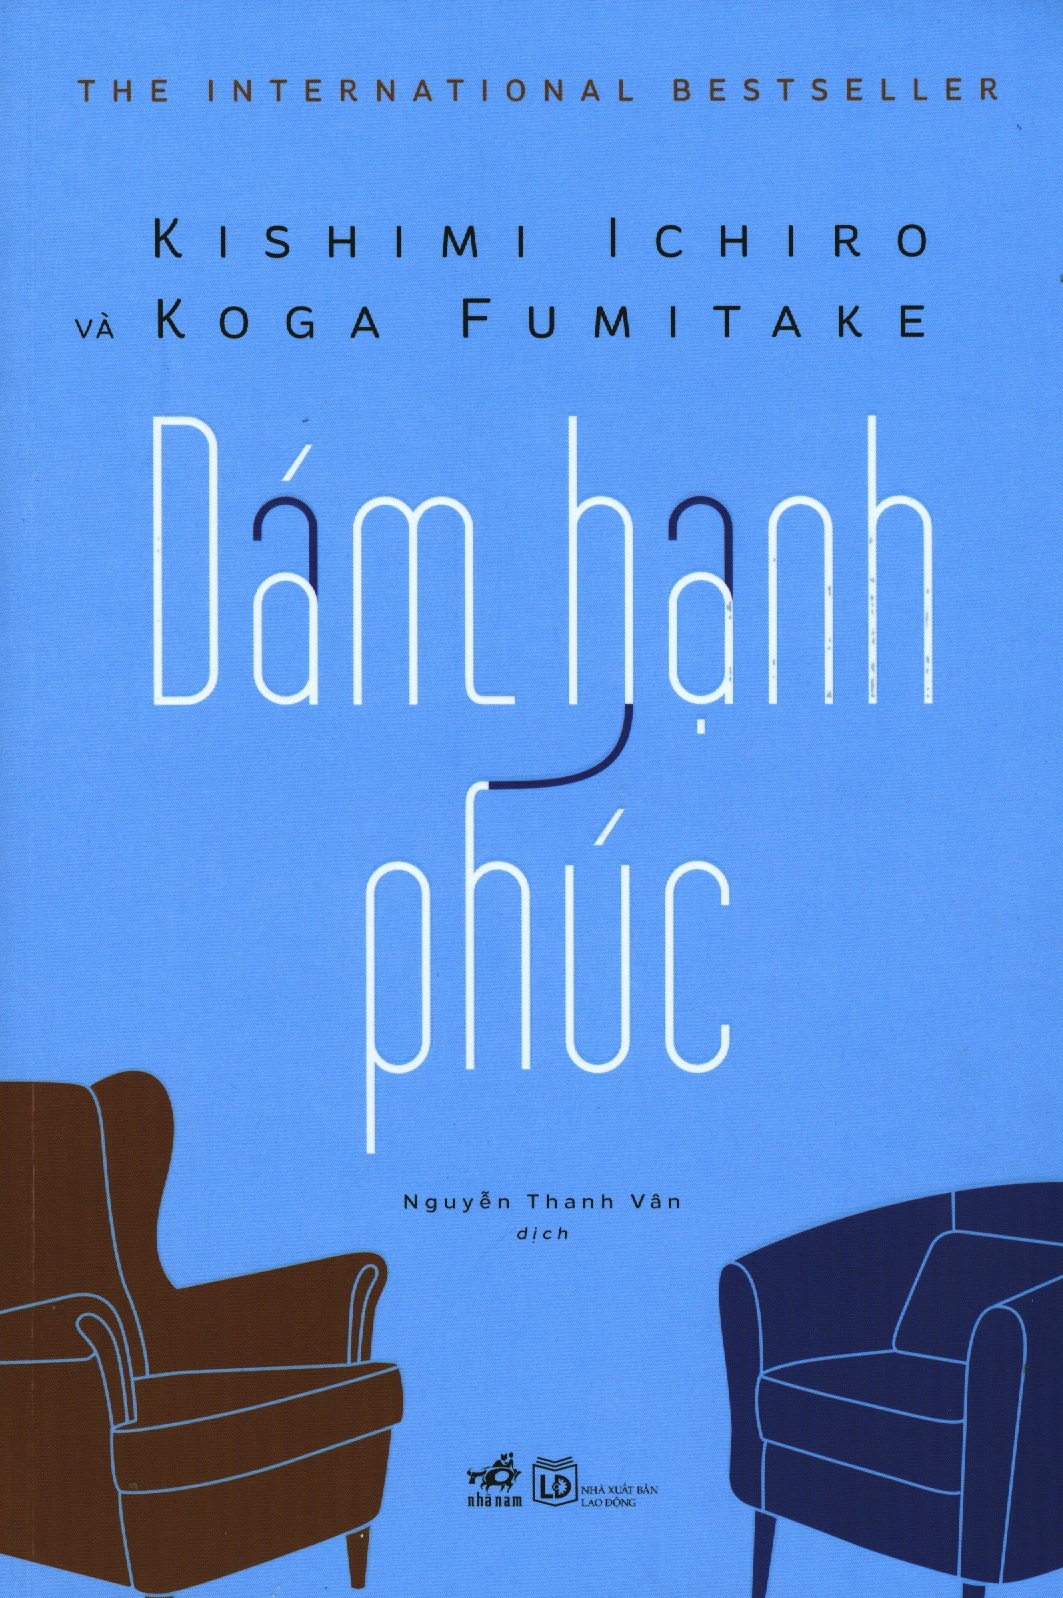 THE INTERNATIONAL BESTSELLER
KISHIMI ICHIRO
VÀ KOGA FUMITAKE
Dám hạnh
phúc
Nguyễn Thanh Vân
dịch
nhã nam
LĐ
NHÀ XUẤT BẢN
LAO ĐỘNG